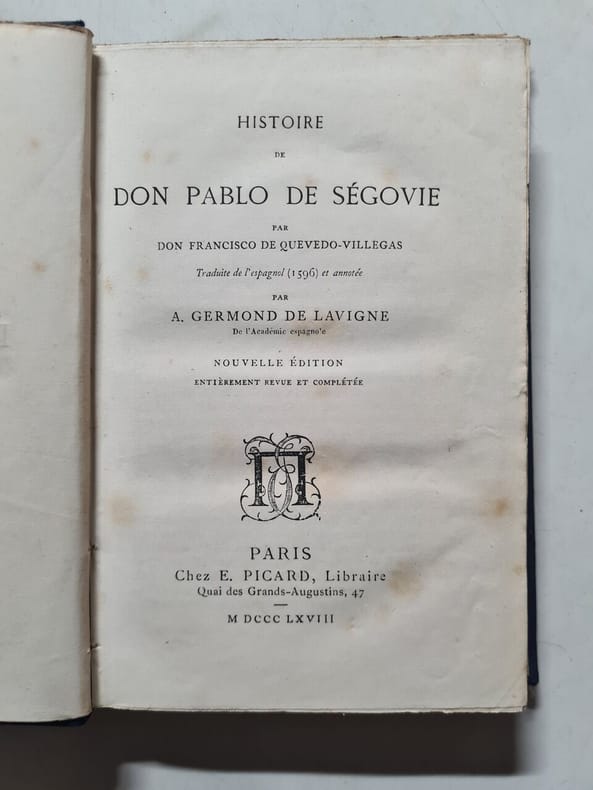 HISTOIRE
DE
DON PABLO DE SÉGOVIE
PAR
DON FRANCISCO DE QUEVEDO-VILLEGAS
Traduite de l'espagnol (1596) et annotée
PAR
A. GERMOND DE LAVIGNE
De l'Académie espagno'e
NOUVELLE ÉDITION
ENTIÈREMENT REVUE ET COMPLÉTÉE
PARIS
Chez E. PICARD, Libraire
Quai des Grands-Augustins, 47
M DCCC LXVIII